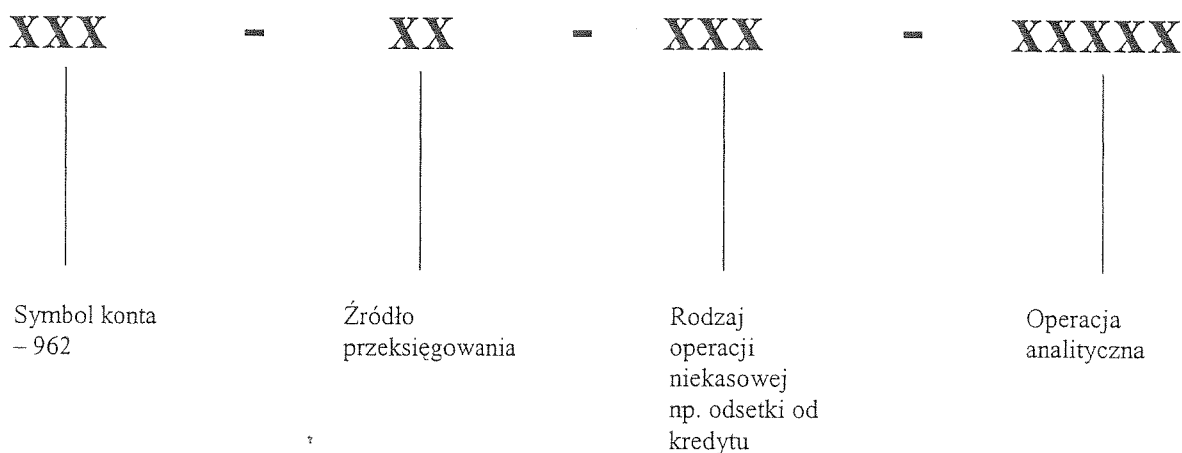 XXX - XX - XXX - XXXXX
Symbol konta
– 962
Źródło
przeksięgowania
Rodzaj
operacji
niekasowej
np. odsetki od
kredytu
Operacja
analityczna